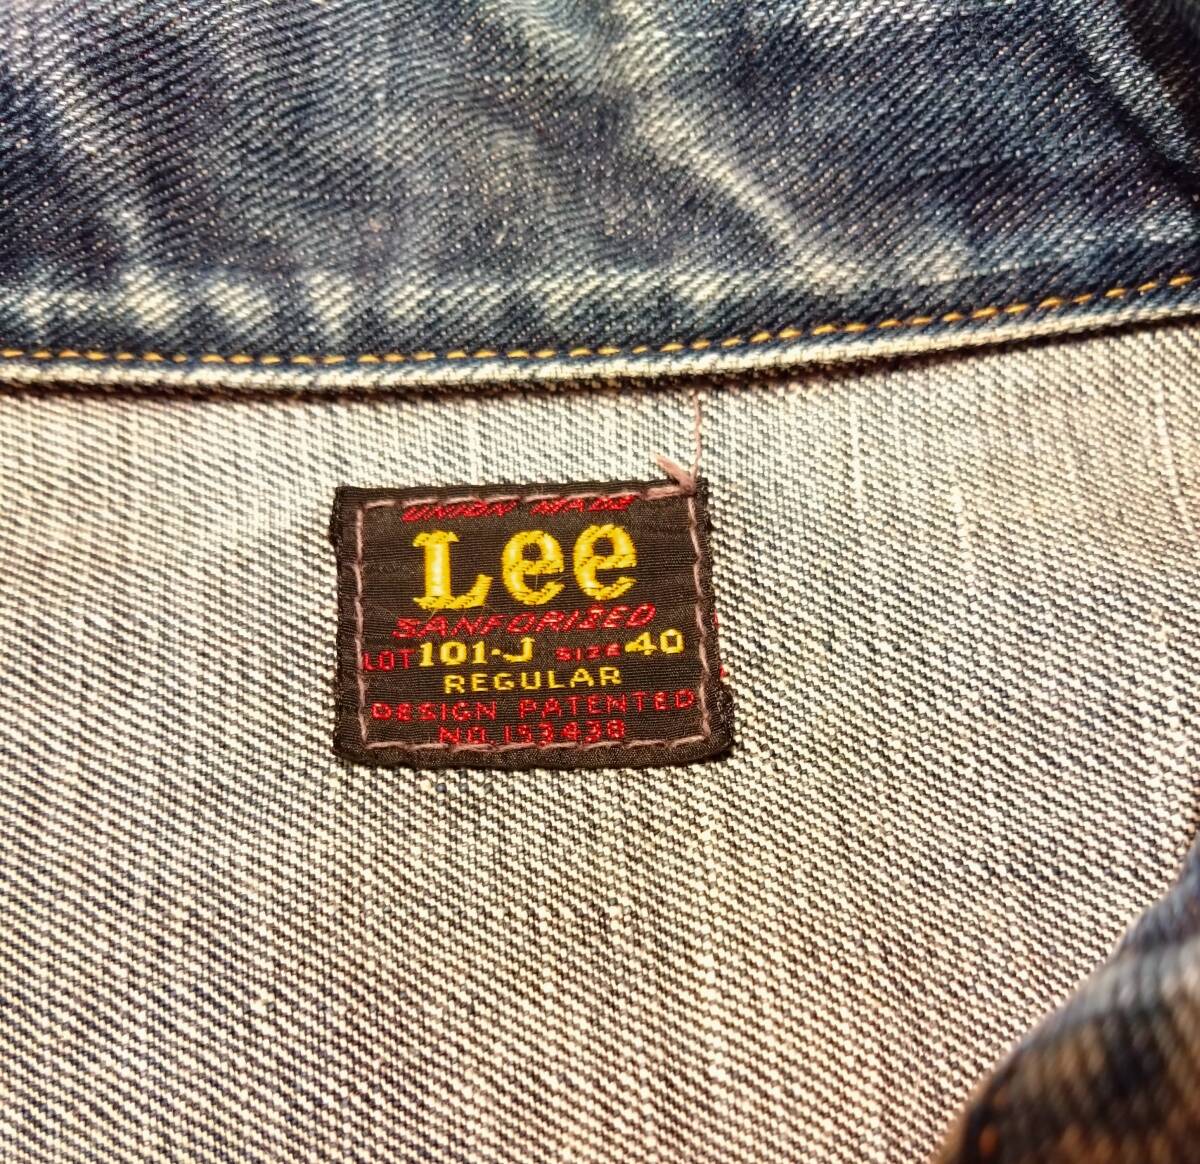 UNION MADE
Lee
SANFORIZED
LOT 101-J SIZE 40
REGULAR
DESIGN PATENTED
NO. 153438